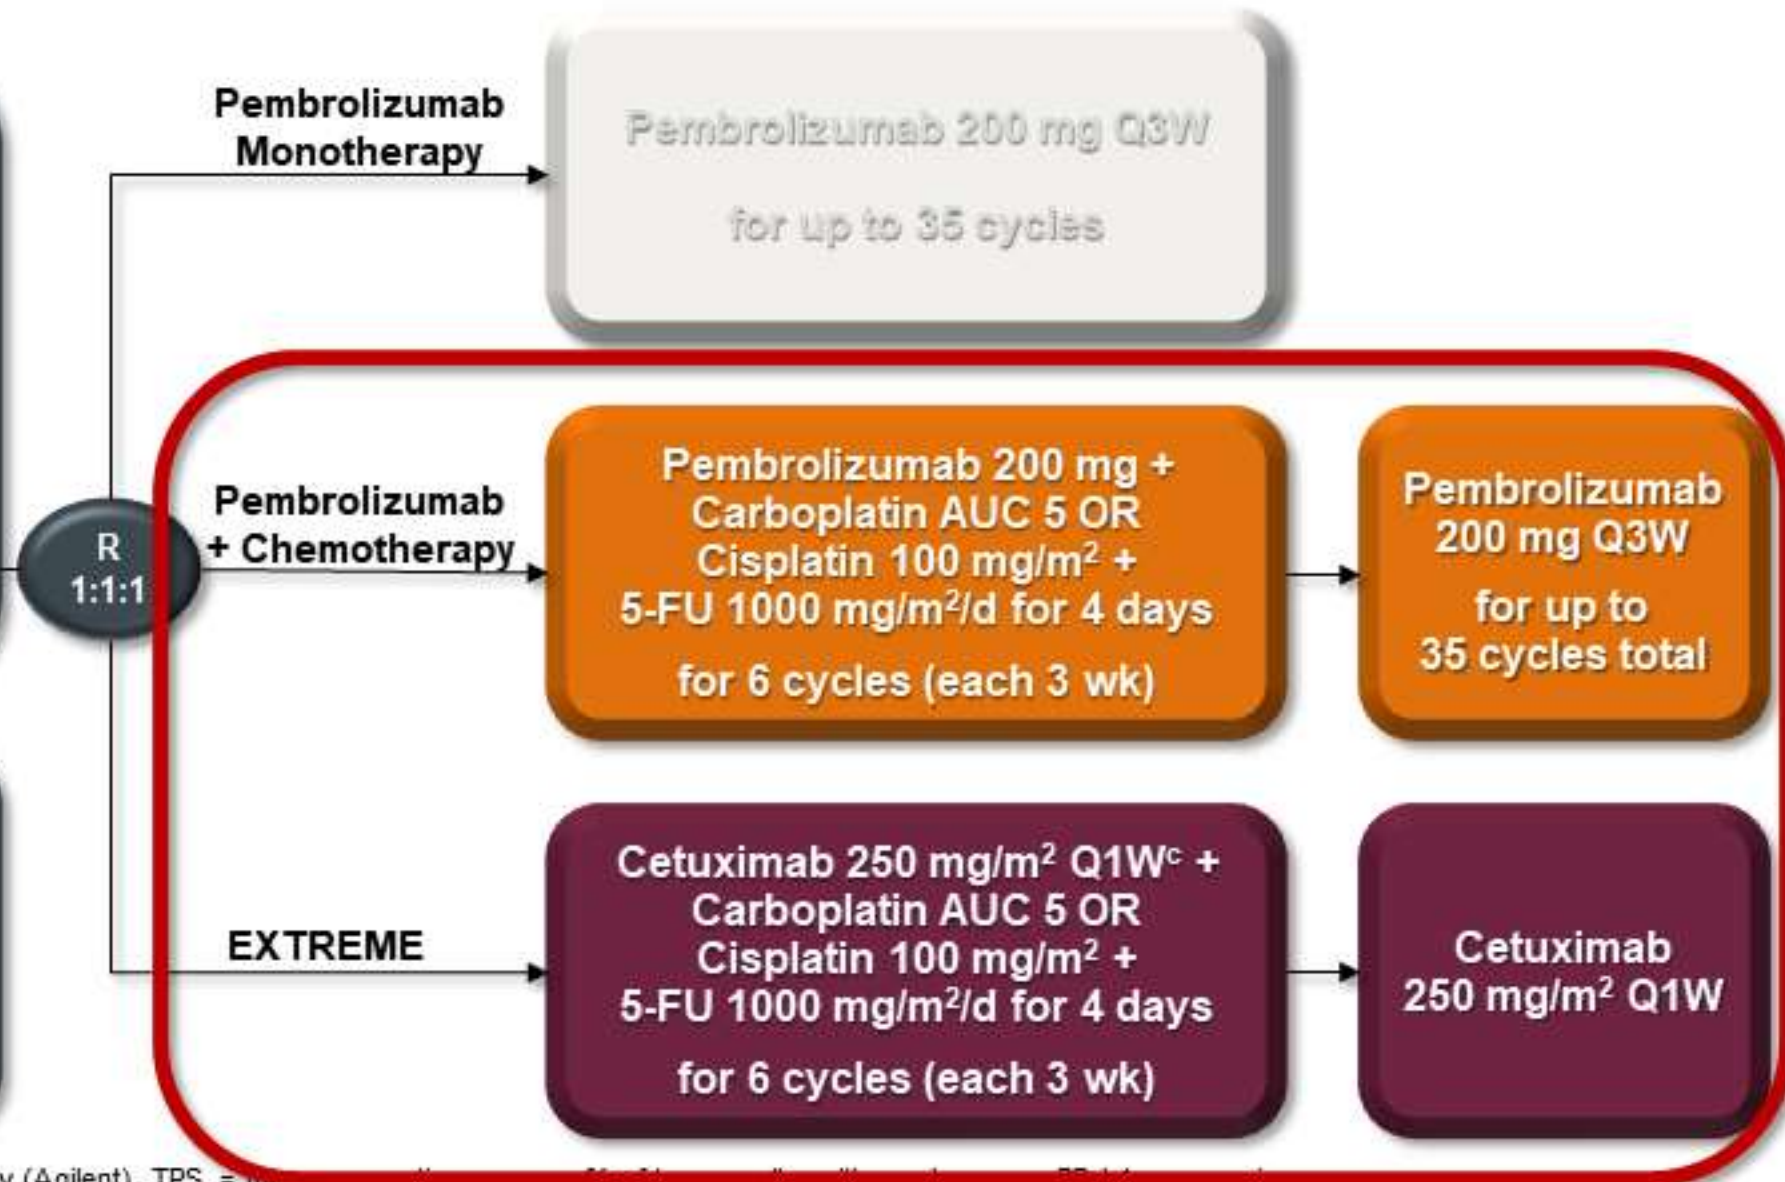 Pembrolizumab
Monotherapy
Pembrolizumab 200 mg Q3W
for up to 35 cycles
R
1:1:1
Pembrolizumab
+ Chemotherapy
Pembrolizumab 200 mg +
Carboplatin AUC 5 OR
Cisplatin 100 mg/m² +
5-FU 1000 mg/m²/d for 4 days
for 6 cycles (each 3 wk)
Pembrolizumab
200 mg Q3W
for up to
35 cycles total
EXTREME
Cetuximab 250 mg/m² Q1Wᶜ +
Carboplatin AUC 5 OR
Cisplatin 100 mg/m² +
5-FU 1000 mg/m²/d for 4 days
for 6 cycles (each 3 wk)
Cetuximab
250 mg/m² Q1W
(Agilent). TPS =